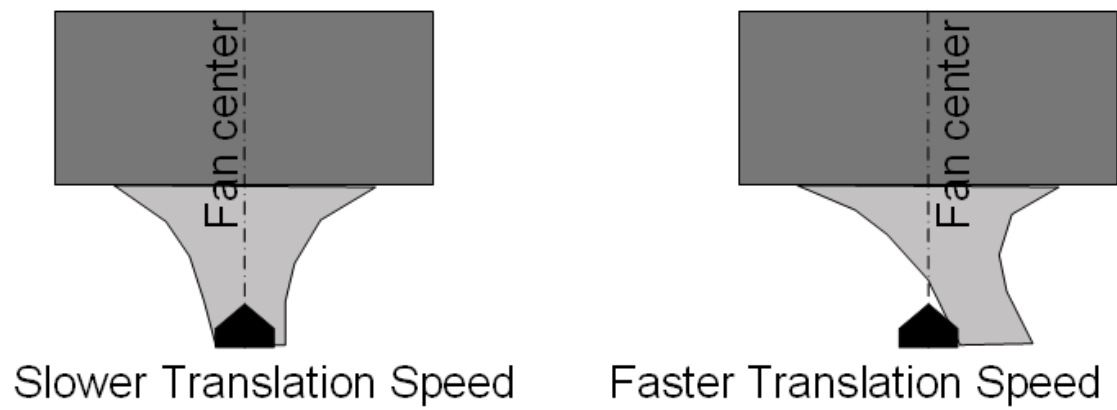 Fan center
Fan center
Slower Translation Speed
Faster Translation Speed